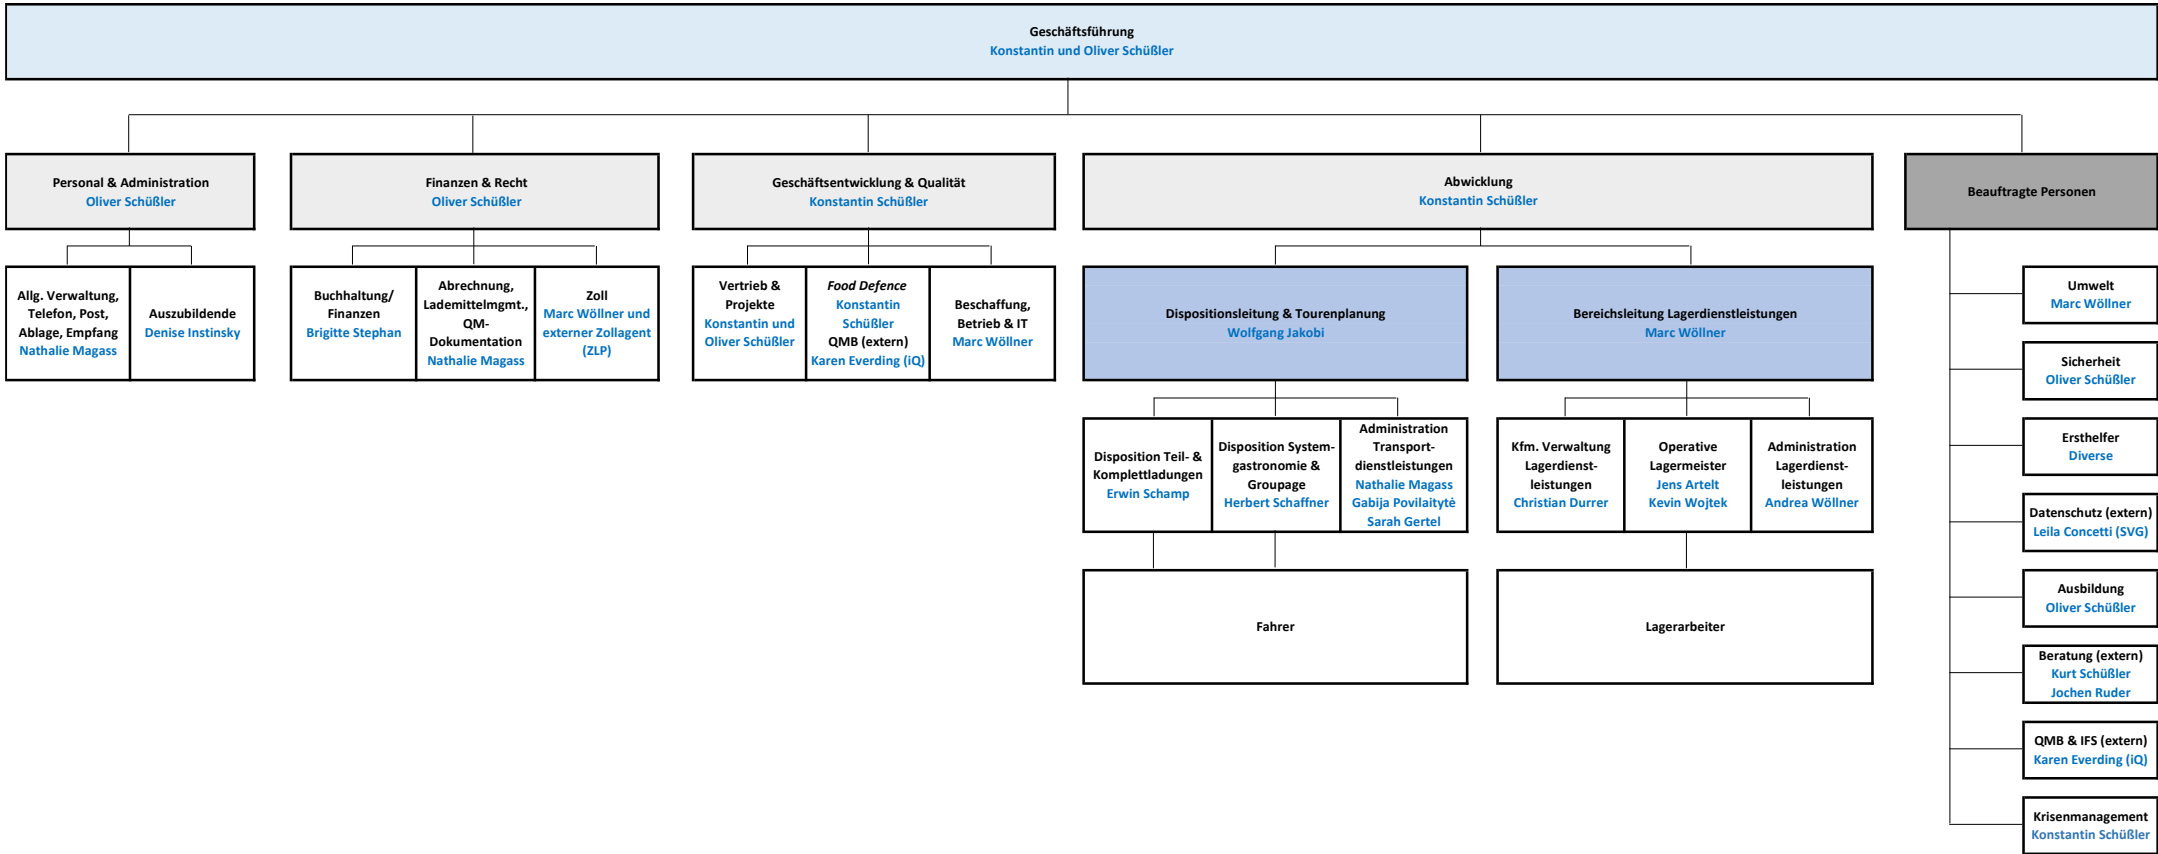 Geschäftsführung
Konstantin und Oliver Schüßler
Personal & Administration
Oliver Schüßler
Finanzen & Recht
Oliver Schüßler
Geschäftsentwicklung & Qualität
Konstantin Schüßler
Abwicklung
Konstantin Schüßler
Beauftragte Personen
Allg. Verwaltung,
Telefon, Post,
Ablage, Empfang
Nathalie Magass
Auszubildende
Denise Instinsky
Buchhaltung/
Finanzen
Brigitte Stephan
Abrechnung,
Lademittelmgmt.,
QM-
Dokumentation
Nathalie Magass
Zoll
Marc Wöllner und
externer Zollagent
(ZLP)
Vertrieb &
Projekte
Konstantin und
Oliver Schüßler
Food Defence
Konstantin
Schüßler
QMB (extern)
Karen Everding (iQ)
Beschaffung,
Betrieb & IT
Marc Wöllner
Dispositionsleitung & Tourenplanung
Wolfgang Jakobi
Bereichsleitung Lagerdienstleistungen
Marc Wöllner
Disposition Teil- &
Komplettladungen
Erwin Schamp
Disposition System-
gastronomie &
Groupage
Herbert Schaffner
Administration
Transport-
dienstleistungen
Nathalie Magass
Gabija Povilaitytė
Sarah Gertel
Kfm. Verwaltung
Lagerdienst-
leistungen
Christian Durrer
Operative
Lagermeister
Jens Artelt
Kevin Wojtek
Administration
Lagerdienst-
leistungen
Andrea Wöllner
Fahrer
Lagerarbeiter
Umwelt
Marc Wöllner
Sicherheit
Oliver Schüßler
Ersthelfer
Diverse
Datenschutz (extern)
Leila Concetti (SVG)
Ausbildung
Oliver Schüßler
Beratung (extern)
Kurt Schüßler
Jochen Ruder
QMB & IFS (extern)
Karen Everding (iQ)
Krisenmanagement
Konstantin Schüßler